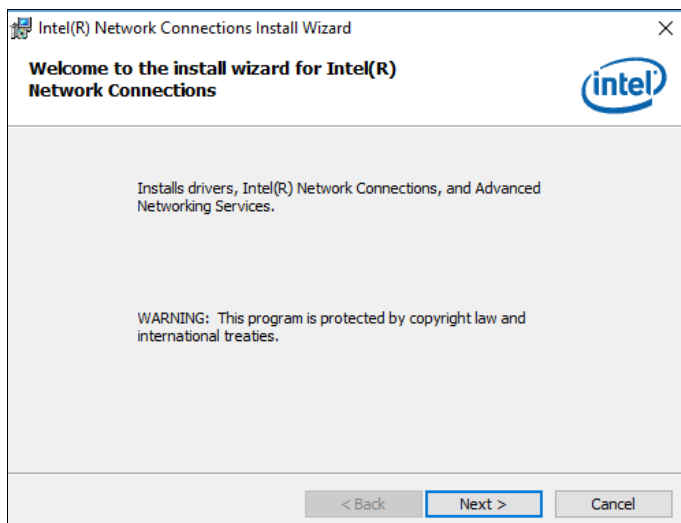 Intel(R) Network Connections Install Wizard
Welcome to the install wizard for Intel(R)
Network Connections
intel
Installs drivers, Intel(R) Network Connections, and Advanced
Networking Services.
WARNING: This program is protected by copyright law and
international treaties.
< Back
Next >
Cancel